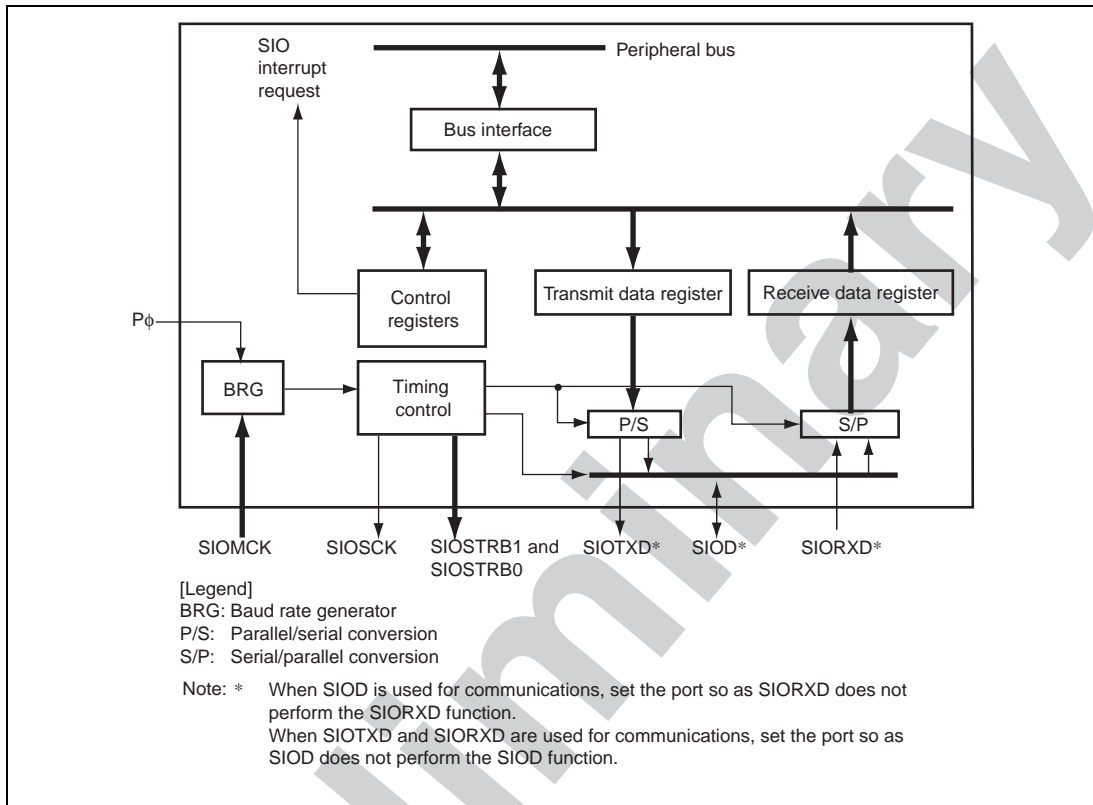 SIO
interrupt
request
Peripheral bus
Bus interface
Control
registers
Transmit data register
Receive data register
Pϕ
BRG
Timing
control
P/S
S/P
SIOMCK
SIOSCK
SIOSTRB1 and
SIOSTRB0
SIOTXD*
SIOD*
SIORXD*
[Legend]
BRG: Baud rate generator
P/S: Parallel/serial conversion
S/P: Serial/parallel conversion
Note: * When SIOD is used for communications, set the port so as SIORXD does not
perform the SIORXD function.
When SIOTXD and SIORXD are used for communications, set the port so as
SIOD does not perform the SIOD function.
liminary